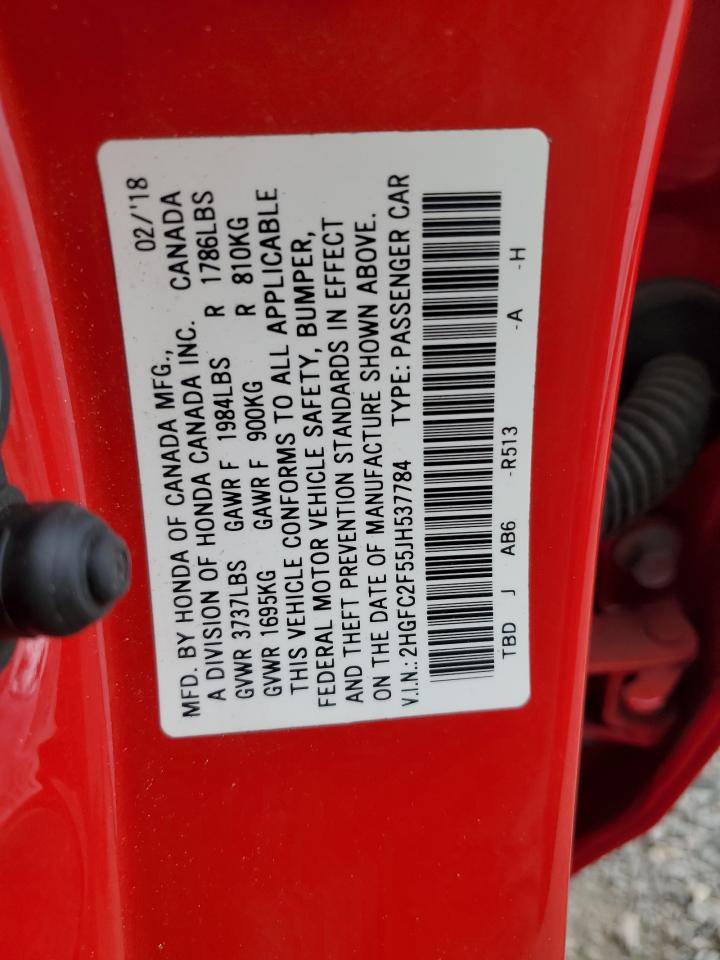 MFD. BY HONDA OF CANADA MFG., 02/'18
A DIVISION OF HONDA CANADA INC. CANADA
GVWR 3737LBS GAWR F 1984LBS R 1786LBS
GVWR 1695KG GAWR F 900KG R 810KG
THIS VEHICLE CONFORMS TO ALL APPLICABLE
FEDERAL MOTOR VEHICLE SAFETY, BUMPER,
AND THEFT PREVENTION STANDARDS IN EFFECT
ON THE DATE OF MANUFACTURE SHOWN ABOVE.
V.I.N.: 2HGFC2F55JH537784 TYPE: PASSENGER CAR
TBD J AB6 -R513 -A -H